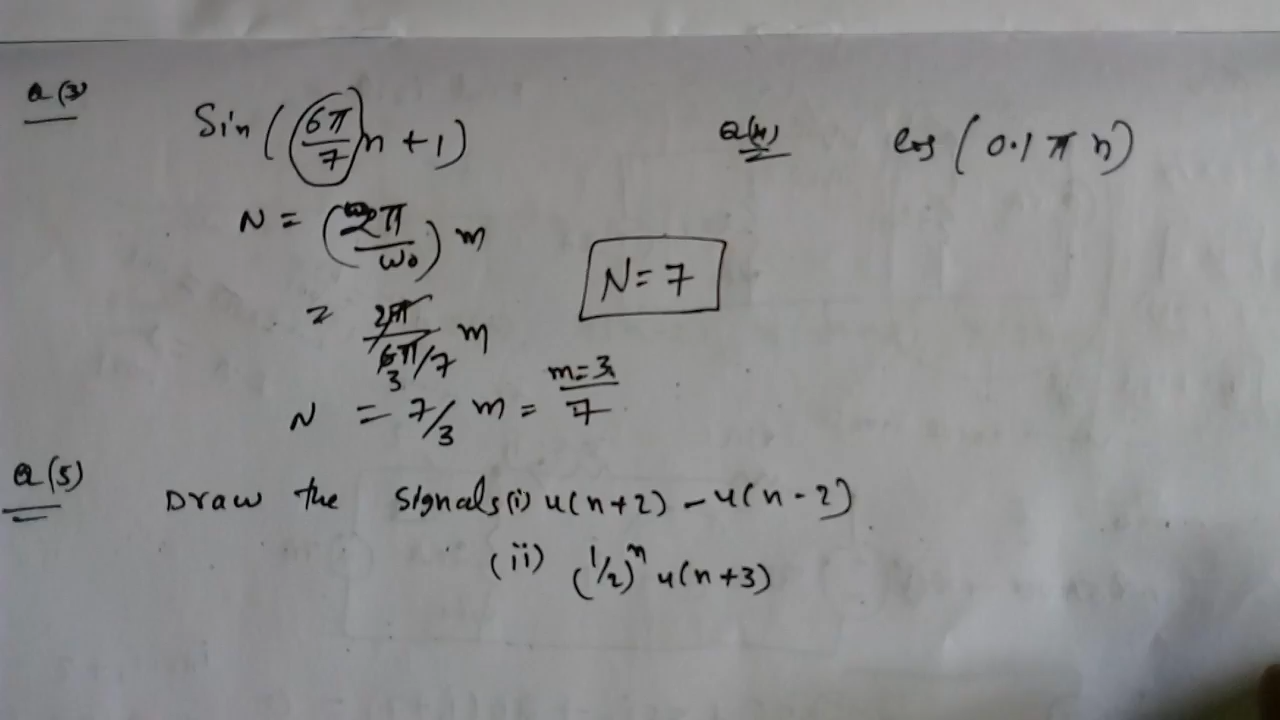 Q(3)
Sin((6π/7)n + 1)
N = (2π/ω0) m
= 2π/(6π/7) m
3
N = 7/3 m = 7
m=3
N=7
Q(4)
cos(0.1πn)
Q(5)
Draw the signals(i) u(n+2) - u(n-2)
(ii) (1/2)^n u(n+3)